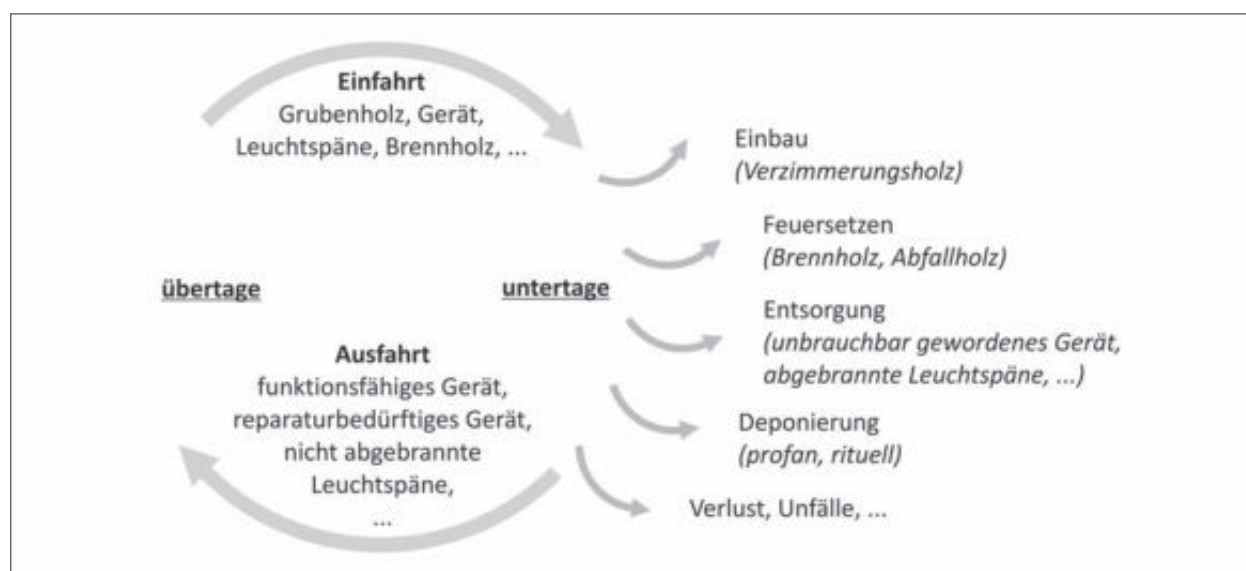 Einfahrt
Grubenholz, Gerät,
Leuchtspäne, Brennholz, ...
Einbau
(Verzimmerungsholz)
Feuersetzen
(Brennholz, Abfallholz)
übertage
untertage
Entsorgung
(unbrauchbar gewordenes Gerät,
abgebrannte Leuchtspäne, ...)
Ausfahrt
funktionsfähiges Gerät,
reparaturbedürftiges Gerät,
nicht abgebrannte
Leuchtspäne,
...
Deponierung
(profan, rituell)
Verlust, Unfälle, ...